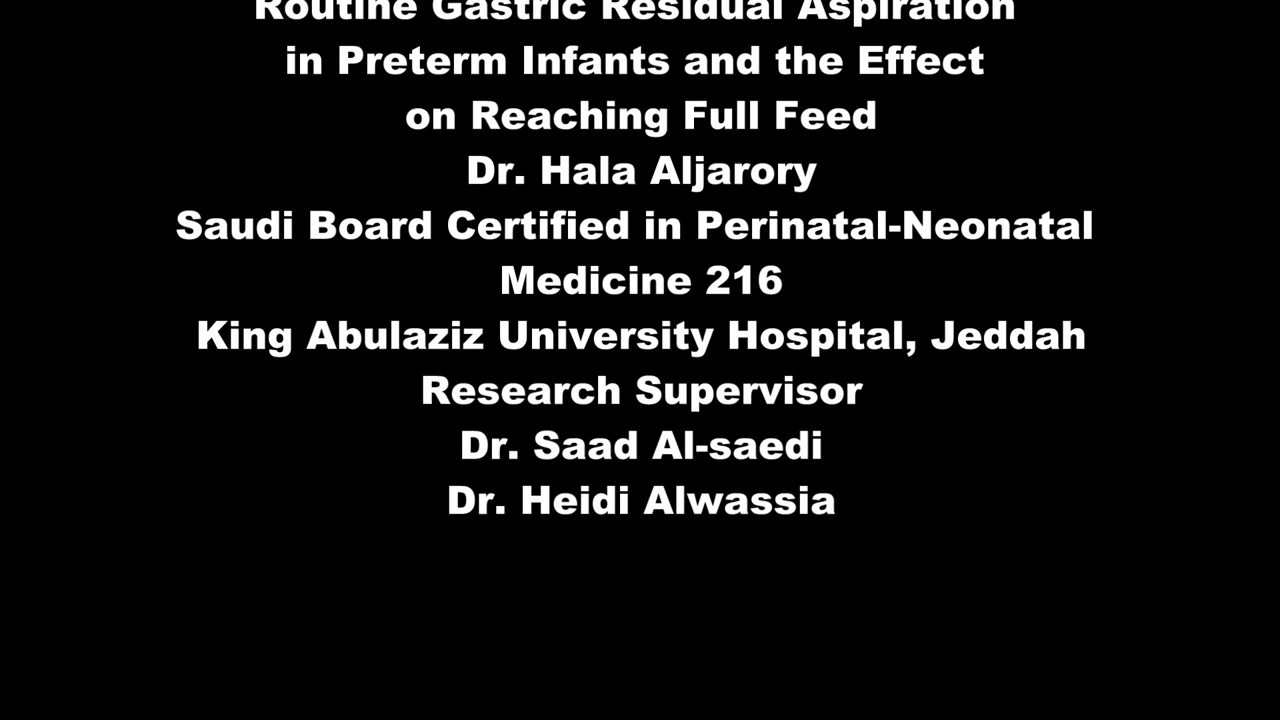 Routine Gastric Residual Aspiration
in Preterm Infants and the Effect
on Reaching Full Feed
Dr. Hala Aljarory
Saudi Board Certified in Perinatal-Neonatal
Medicine 216
King Abulaziz University Hospital, Jeddah
Research Supervisor
Dr. Saad Al-saedi
Dr. Heidi Alwassia